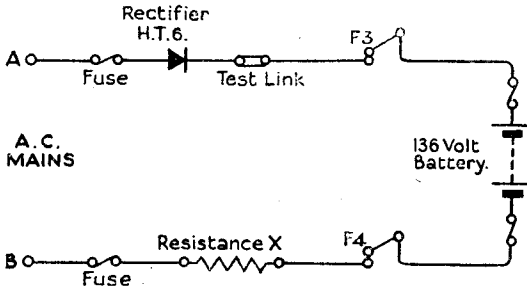 Rectifier
H.T.6.
F3
A
Fuse
Test Link
A.C.
MAINS
136 Volt
Battery.
Resistance X
F4
B
Fuse